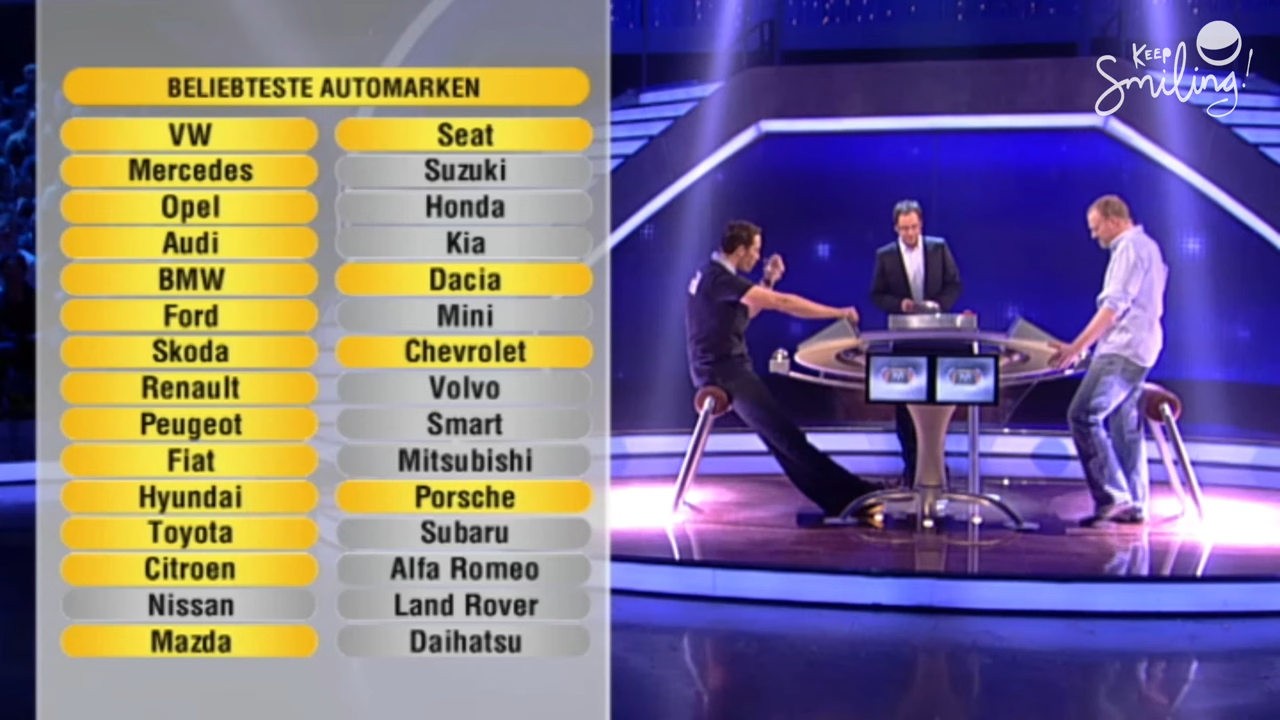 BELIEBTESTE AUTOMARKEN
VW
Mercedes
Opel
Audi
BMW
Ford
Skoda
Renault
Peugeot
Fiat
Hyundai
Toyota
Citroen
Nissan
Mazda
Seat
Suzuki
Honda
Kia
Dacia
Mini
Chevrolet
Volvo
Smart
Mitsubishi
Porsche
Subaru
Alfa Romeo
Land Rover
Daihatsu
KEEP
Smiling!